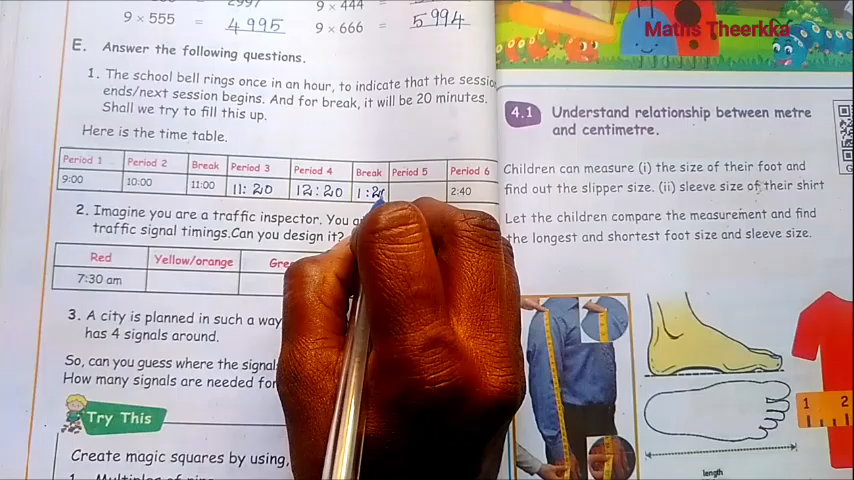 9 × 555 = 4995
9 × 444 =
9 × 666 = 5994
Maths Theerkka
E. Answer the following questions.
1. The school bell rings once in an hour, to indicate that the
ends/next session begins. And for break, it will be 20 minutes.
Shall we try to fill this up.
Here is the time table.
Period 1 Period 2 Break Period 3 Period 4 Break Period 5 Period 6
9:00 10:00 11:00 11:20 12:20 1:20 2:40
2. Imagine you are a traffic inspector. You
traffic signal timings.Can you design it?
Red Yellow/orange
7:30 am
3. A city is planned in such a way
has 4 signals around.
So, can you guess where the
How many signals are needed
Try This
Create magic squares by using,
4.1 Understand relationship between metre
and centimetre.
Children can measure (i) the size of their foot and
find out the slipper size. (ii) sleeve size of their shirt
Let the children compare the measurement and find
the longest and shortest foot size and sleeve size.
1 2
length